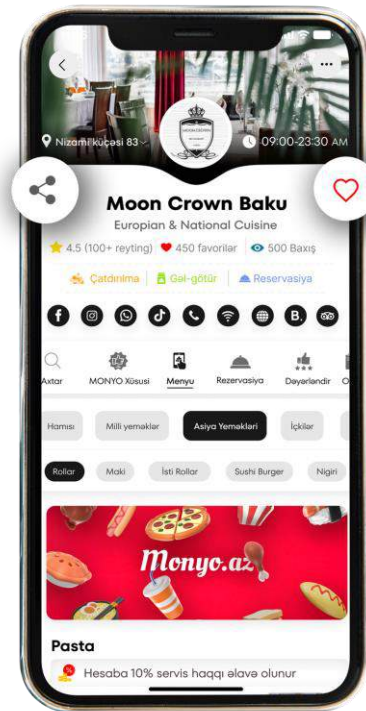 Nizami küçəsi 83
09:00-23:30 AM
Moon Crown Baku
Europian & National Cuisine
4.5 (100+ reyting) 450 favorilər 500 Baxış
Çatdırılma Gəl-götür Reservasiya
B.
Axtar MONYO Xüsusi Menyu Rezervasiya Dəyərləndir
Hamısı Milli yeməklər Asiya Yeməkləri İçkilər
Rollar Maki İsti Rollar Sushi Burger Nigiri
Monyo.az
Pasta
Hesaba 10% servis haqqı əlavə olunur